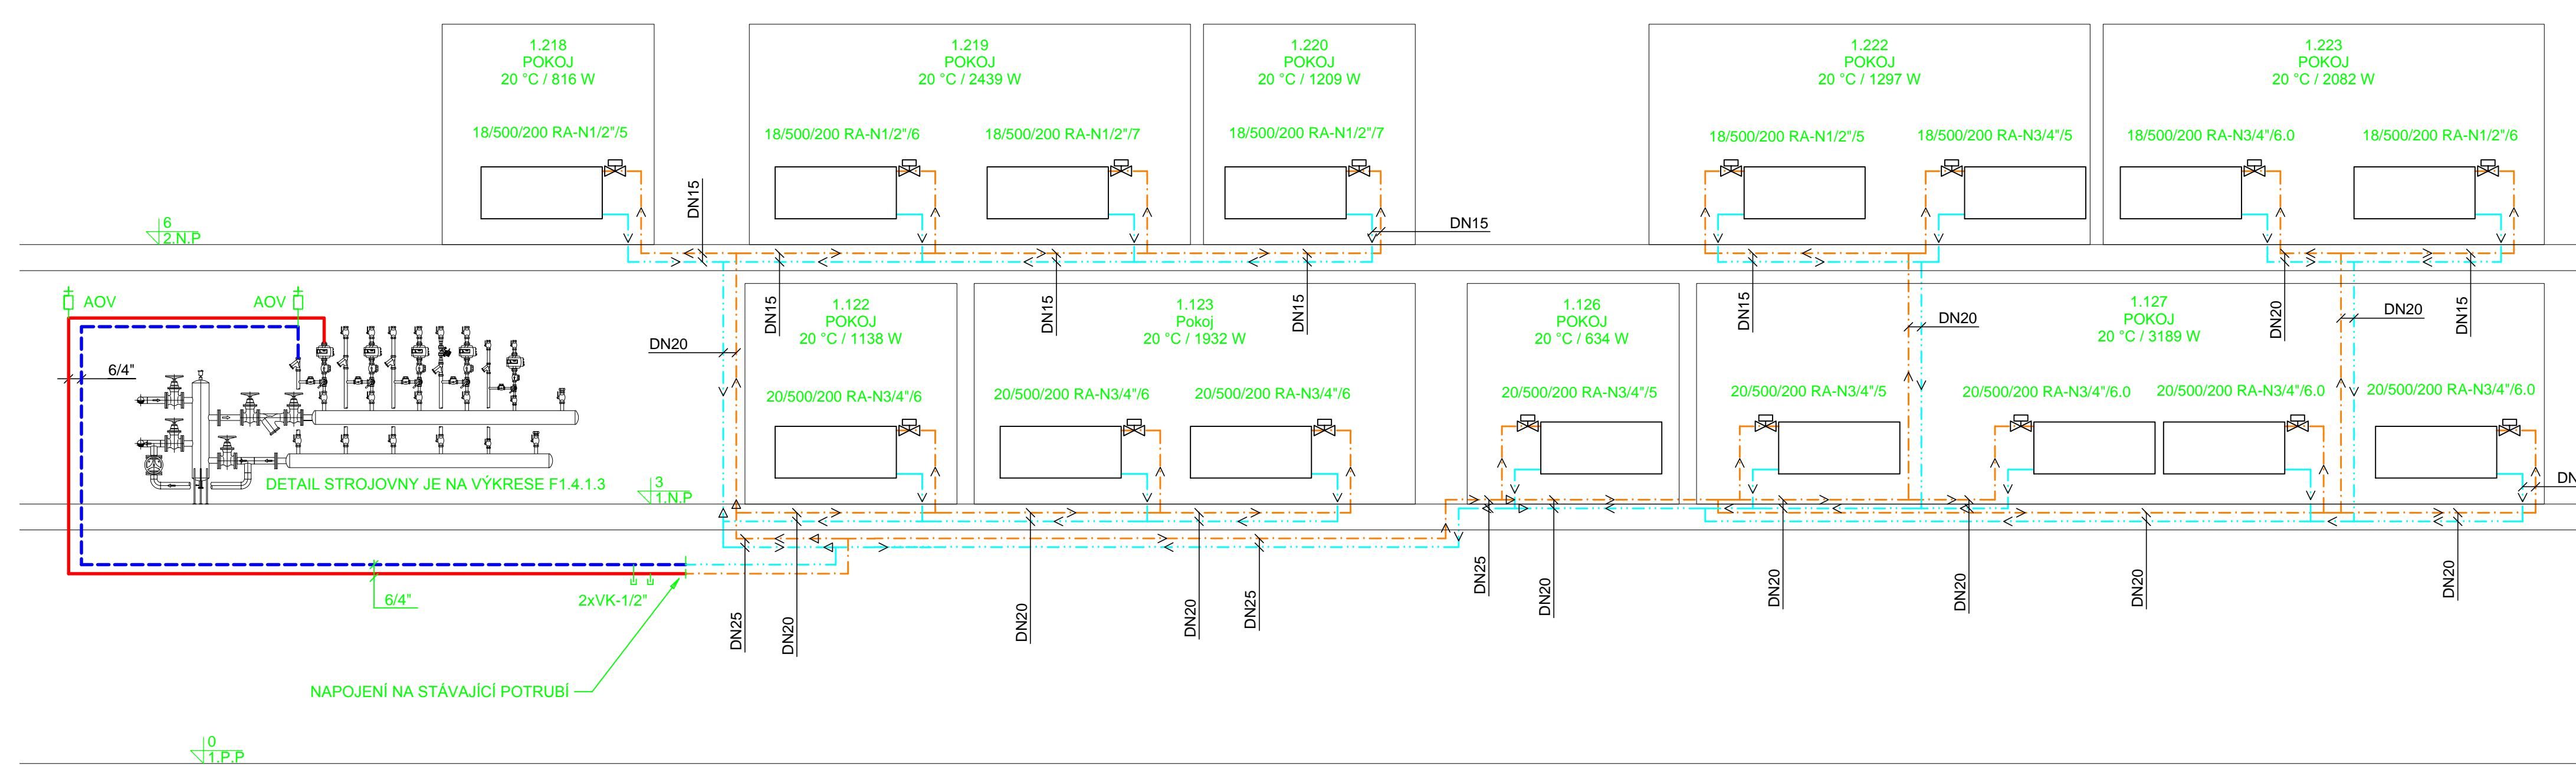 1.218
POKOJ
20 °C / 816 W
18/500/200 RA-N1/2"/5
1.219
POKOJ
20 °C / 2439 W
18/500/200 RA-N1/2"/6
18/500/200 RA-N1/2"/7
1.220
POKOJ
20 °C / 1209 W
18/500/200 RA-N1/2"/7
1.222
POKOJ
20 °C / 1297 W
18/500/200 RA-N1/2"/5
18/500/200 RA-N3/4"/5
1.223
POKOJ
20 °C / 2082 W
18/500/200 RA-N3/4"/6.0
18/500/200 RA-N1/2"/6
DN15
DN15
6
2.N.P
AOV
AOV
DN15
DN15
DN15
DN15
DN20
DN20
DN20
DN15
DN20
6/4"
1.122
POKOJ
20 °C / 1138 W
20/500/200 RA-N3/4"/6
1.123
Pokoj
20 °C / 1932 W
20/500/200 RA-N3/4"/6
20/500/200 RA-N3/4"/6
1.126
POKOJ
20 °C / 634 W
20/500/200 RA-N3/4"/5
1.127
POKOJ
20 °C / 3189 W
20/500/200 RA-N3/4"/5
20/500/200 RA-N3/4"/6.0
20/500/200 RA-N3/4"/6.0
20/500/200 RA-N3/4"/6.0
DETAIL STROJOVNY JE NA VÝKRESE F1.4.1.3
3
1.N.P
6/4"
2xVK-1/2"
DN25
DN20
DN20
DN20
DN25
DN25
DN20
DN20
DN20
DN20
DN20
NAPOJENÍ NA STÁVAJÍCÍ POTRUBÍ
0
1.P.P